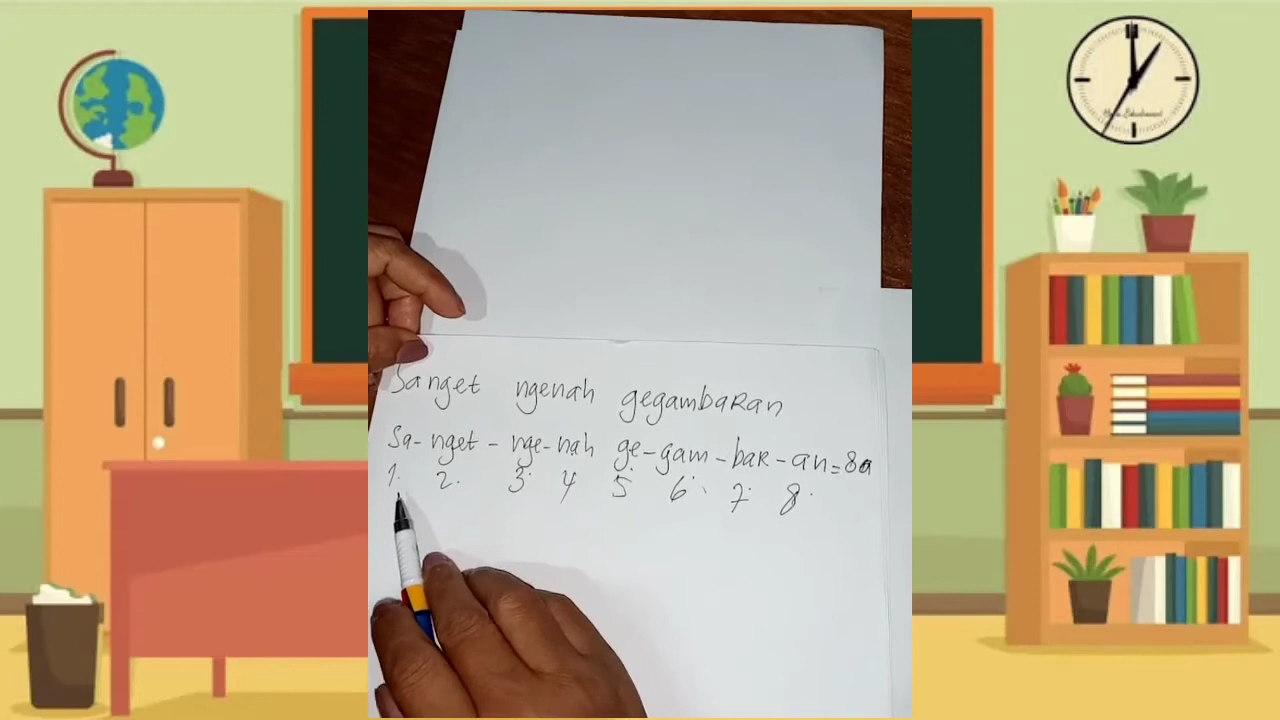 Sanget ngenah gegambaRan
Sa- nget - nge- nah ge-gam - baR - an = 8a
1. 2. 3. 4 5 6. 7. 8.